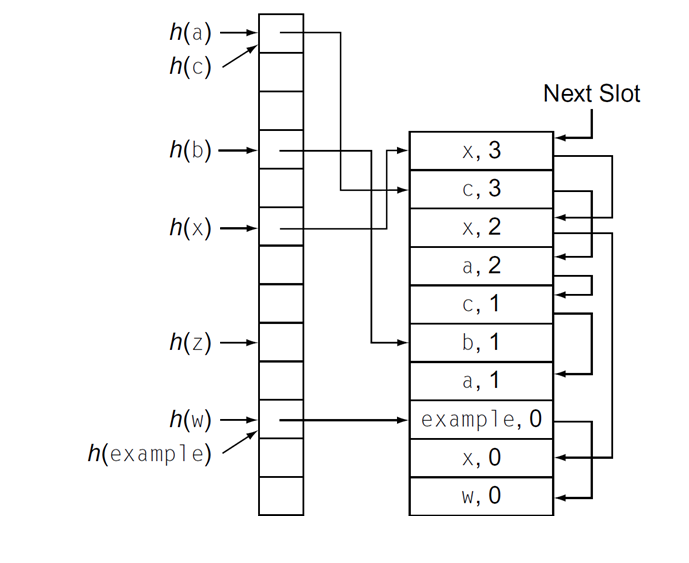 h(a)
h(c)
Next Slot
h(b)
x, 3
c, 3
h(x)
x, 2
a, 2
c, 1
h(z)
b, 1
a, 1
h(w)
example, 0
h(example)
x, 0
w, 0